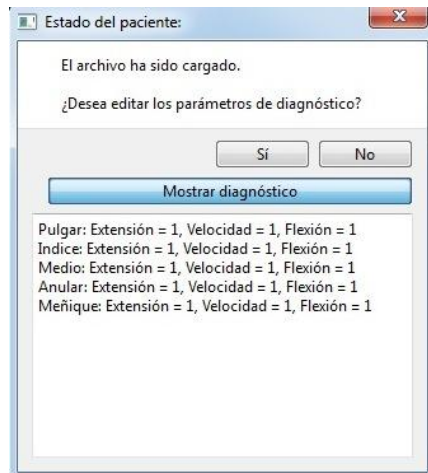 Estado del paciente:
El archivo ha sido cargado.
¿Desea editar los parámetros de diagnóstico?
Sí No
Mostrar diagnóstico
Pulgar: Extensión = 1, Velocidad = 1, Flexión = 1
Indice: Extensión = 1, Velocidad = 1, Flexión = 1
Medio: Extensión = 1, Velocidad = 1, Flexión = 1
Anular: Extensión = 1, Velocidad = 1, Flexión = 1
Meñique: Extensión = 1, Velocidad = 1, Flexión = 1